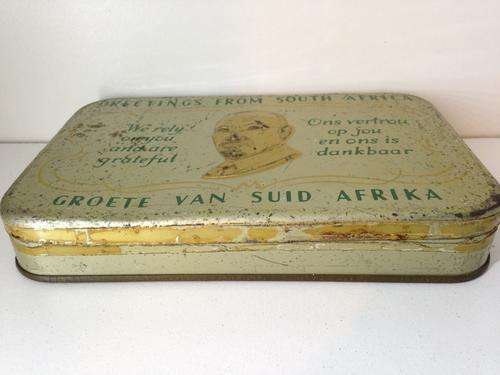 GREETINGS FROM SOUTH AFRICA
We rely
on you
and are
grateful
Ons vertrou
op jou
en ons is
dankbaar
GROETE VAN SUID AFRIKA